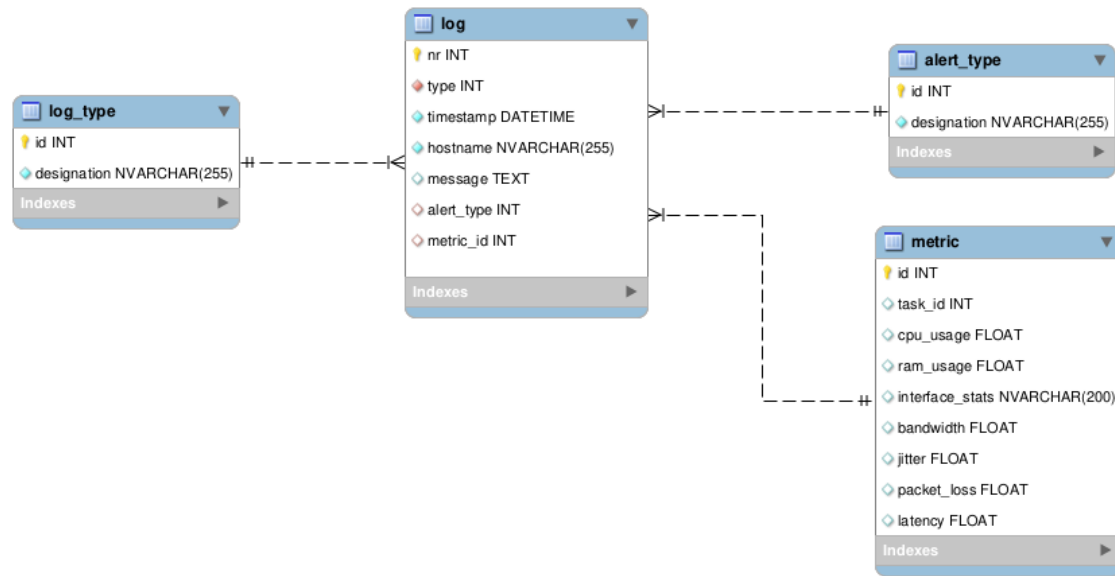 log_type
id INT
designation NVARCHAR(255)
Indexes
log
nr INT
type INT
timestamp DATETIME
hostname NVARCHAR(255)
message TEXT
alert_type INT
metric_id INT
Indexes
alert_type
id INT
designation NVARCHAR(255)
Indexes
metric
id INT
task_id INT
cpu_usage FLOAT
ram_usage FLOAT
interface_stats NVARCHAR(200)
bandwidth FLOAT
jitter FLOAT
packet_loss FLOAT
latency FLOAT
Indexes